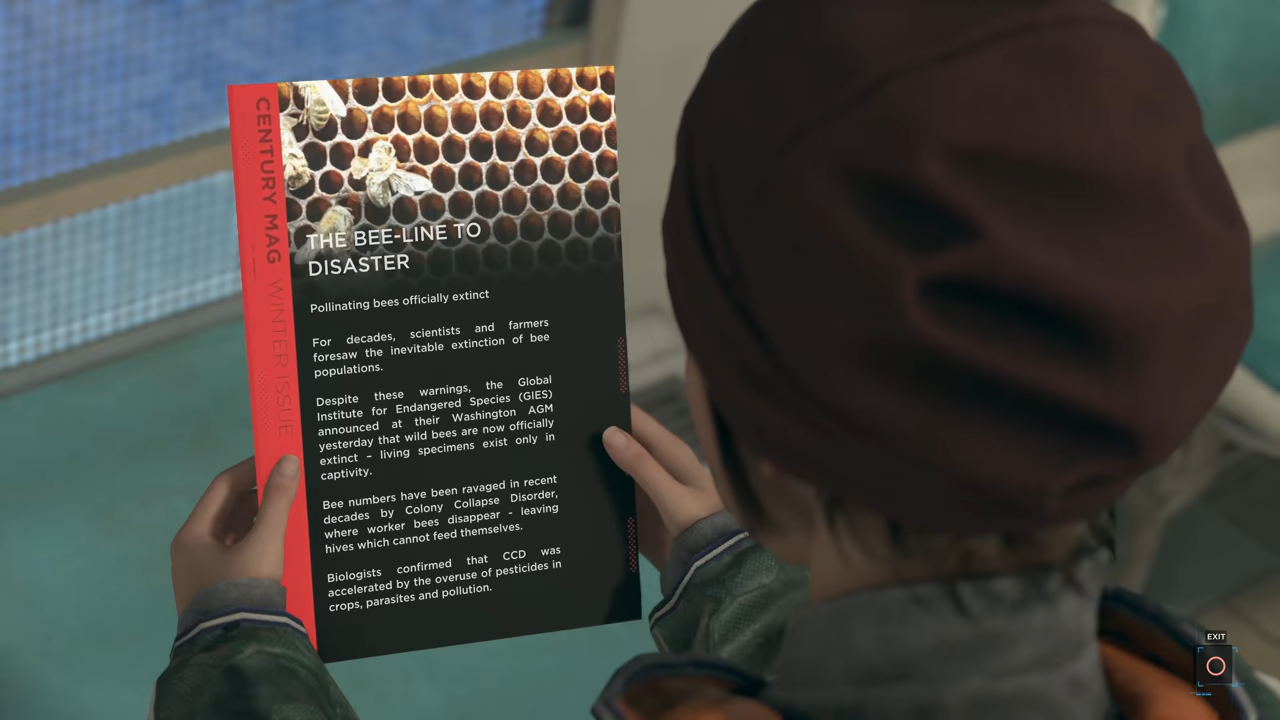 CENTURY MAG WINTER ISSUE
THE BEE-LINE TO
DISASTER
Pollinating bees officially extinct
For decades, scientists and farmers
foresaw the inevitable extinction of bee
populations.
Despite these warnings, the Global
Institute for Endangered Species (GIES)
announced at their Washington AGM
yesterday that wild bees are now officially
extinct – living specimens exist only in
captivity.
Bee numbers have been ravaged in recent
decades by Colony Collapse Disorder,
where worker bees disappear - leaving
hives which cannot feed themselves.
Biologists confirmed that CCD was
accelerated by the overuse of pesticides in
crops, parasites and pollution.
EXIT